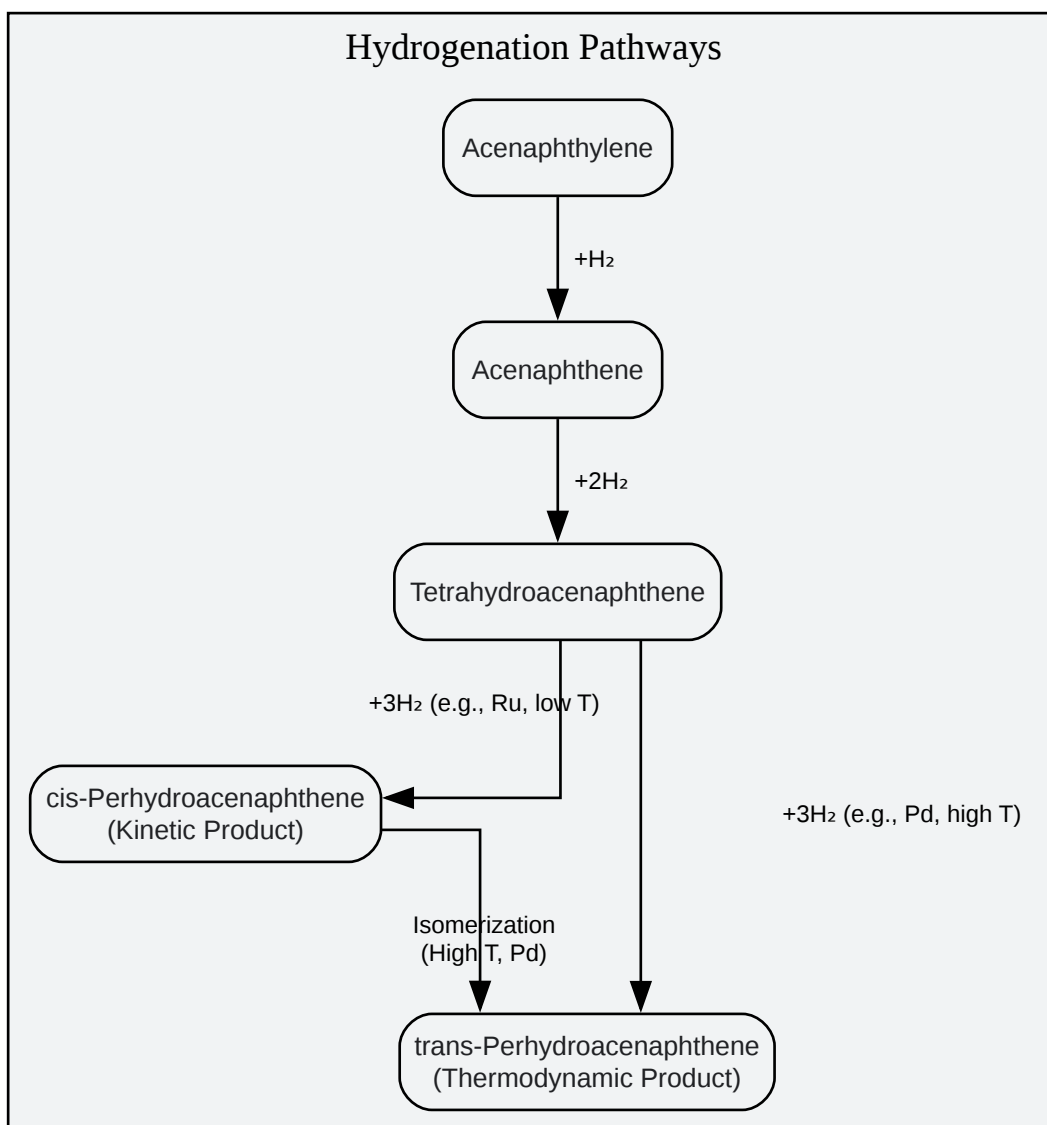 Hydrogenation Pathways
Acenaphthylene
+H₂
Acenaphthene
+2H₂
Tetrahydroacenaphthene
+3H₂ (e.g., Ru, low T)
cis-Perhydroacenaphthene
(Kinetic Product)
+3H₂ (e.g., Pd, high T)
Isomerization
(High T, Pd)
trans-Perhydroacenaphthene
(Thermodynamic Product)